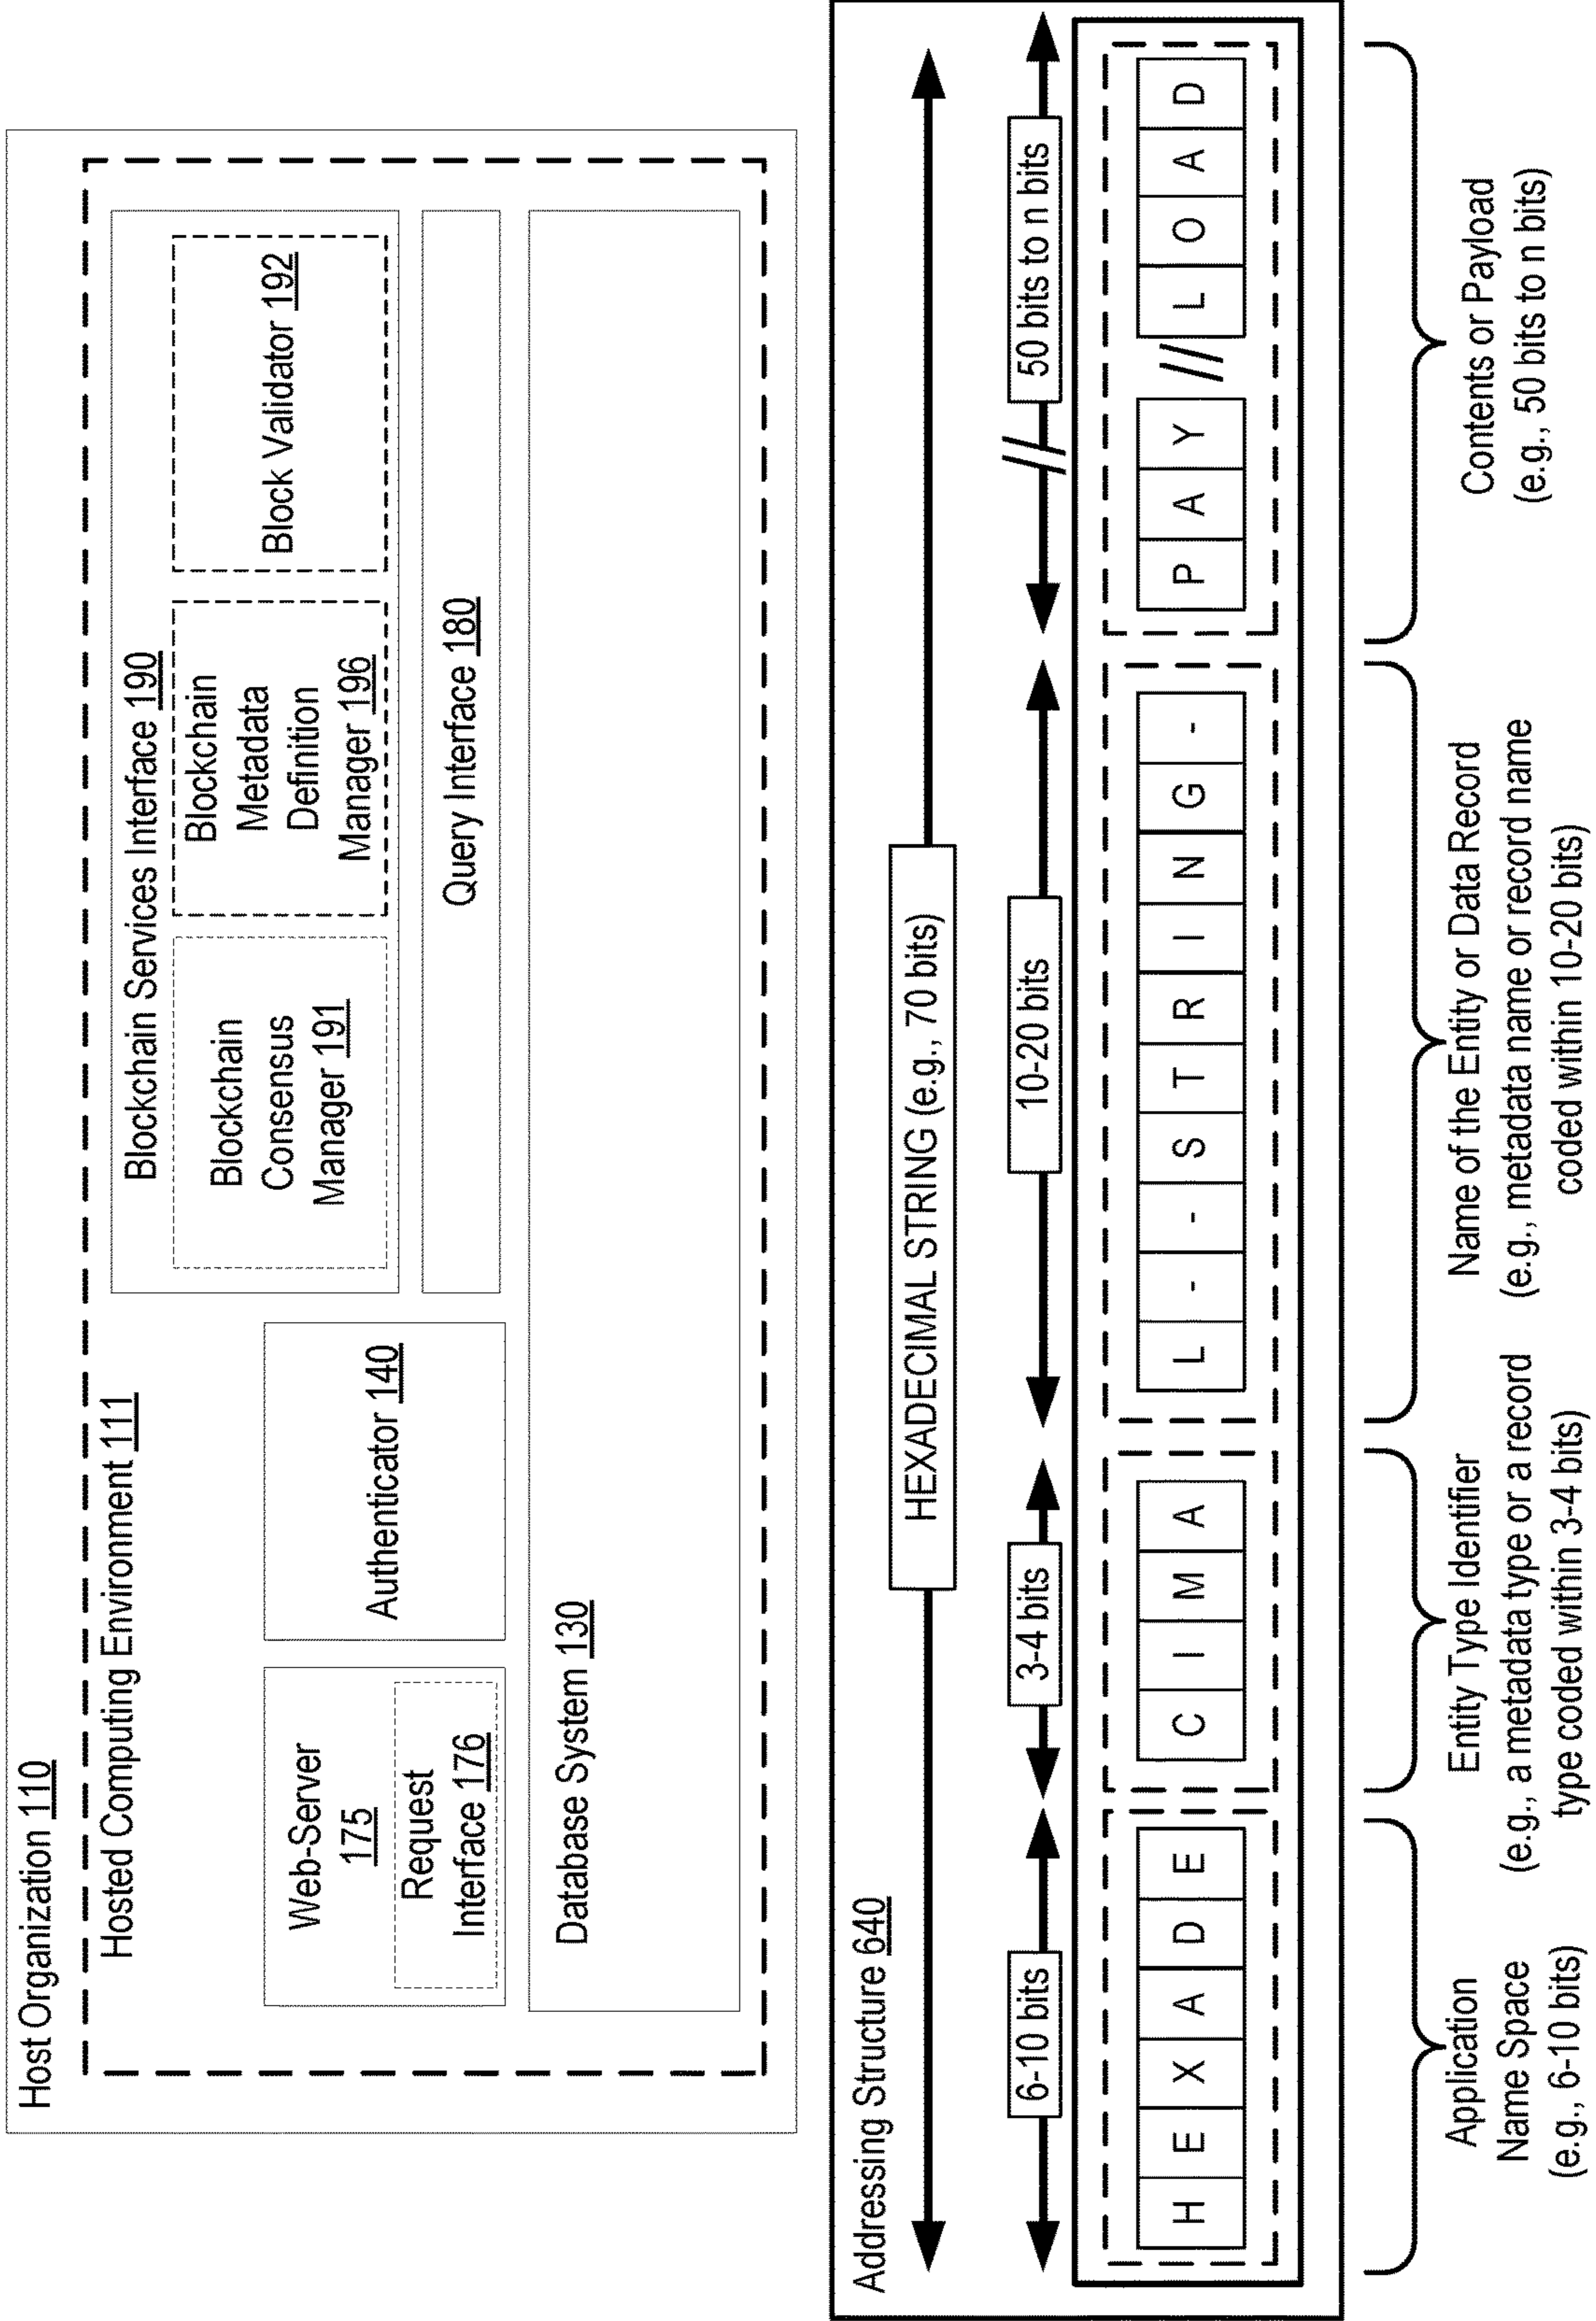 Host Organization 110
Hosted Computing Environment 111
Blockchain Services Interface 190
Blockchain
Consensus
Manager 191
Blockchain
Metadata
Definition
Manager 196
Block Validator 192
Web-Server
175
Request
Interface 176
Authenticator 140
Query Interface 180
Database System 130
Addressing Structure 640
HEXADECIMAL STRING (e.g., 70 bits)
6-10 bits
3-4 bits
10-20 bits
50 bits to n bits
H E X A D E C I M A L - - S T R I N G - P A Y // L O A D
Application
Name Space
(e.g., 6-10 bits)
Entity Type Identifier
(e.g., a metadata type or a record
type coded within 3-4 bits)
Name of the Entity or Data Record
(e.g., metadata name or record name
coded within 10-20 bits)
Contents or Payload
(e.g., 50 bits to n bits)